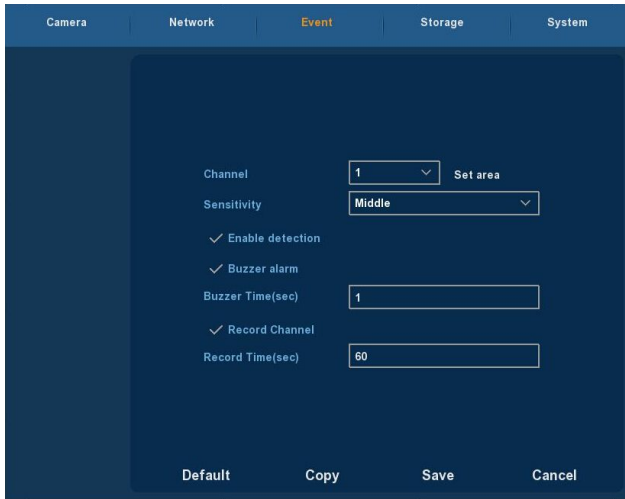 Camera Network Event Storage System
Channel 1 Set area
Sensitivity Middle
Enable detection
Buzzer alarm
Buzzer Time(sec) 1
Record Channel
Record Time(sec) 60
Default Copy Save Cancel